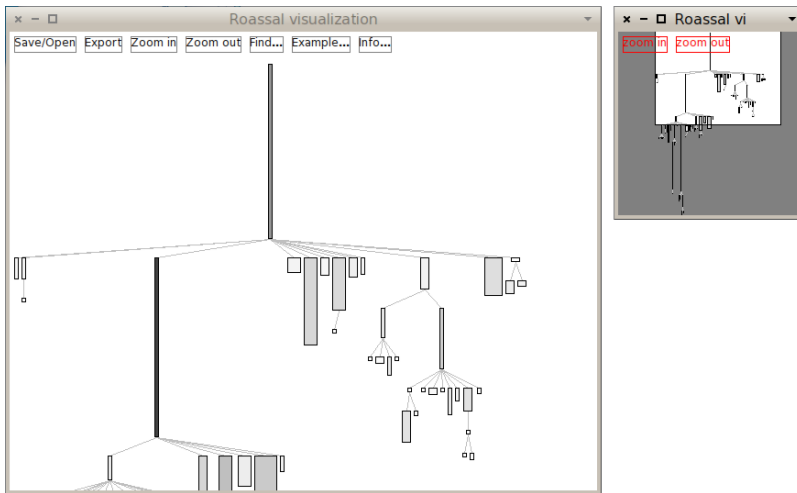 Roassal visualization
Save/Open Export Zoom in Zoom out Find... Example... Info...
Roassal vi
zoom in zoom out